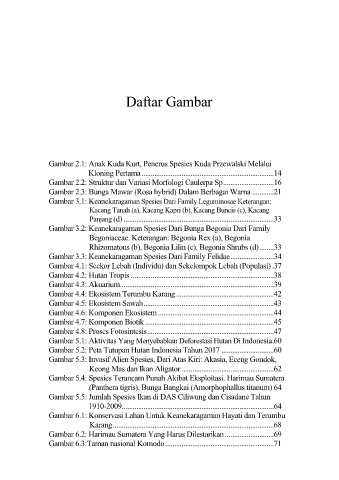 Daftar Gambar
Gambar 2.1: Anak Kuda Kurt, Penerus Spesies Kuda Przewalski Melalui
Kloning Pertama.......................................................14
Gambar 2.2: Struktur dan Variasi Morfologi Caulerpa Sp.....................16
Gambar 2.3: Bunga Mawar (Rosa hybrid) Dalam Berbagai Warna ..........21
Gambar 3.1: Keanekaragaman Spesies Dari Family Leguminosae Keterangan:
Kacang Tanah (a), Kacang Kapri (b), Kacang Buncis (c), Kacang
Panjang (d) ..............................................................33
Gambar 3.2: Keanekaragaman Spesies Dari Bunga Begonia Dari Family
Begoniaceae, Keterangan: Begonia Rex (a), Begonia
Rhizomatous (b), Begonia Lilin (c), Begonia Shrubs (d).......33
Gambar 3.3: Keanekaragaman Spesies Dari Family Felidae..................34
Gambar 4.1: Seekor Lebah (Individu) dan Sekelompok Lebah (Populasi).37
Gambar 4.2: Hutan Tropis ............................................................38
Gambar 4.3: Akuarium................................................................39
Gambar 4.4: Ekosistem Terumbu Karang ........................................42
Gambar 4.5: Ekosistem Sawah......................................................43
Gambar 4.6: Komponen Ekosistem ................................................44
Gambar 4.7: Komponen Biotik .....................................................45
Gambar 4.8: Proses Fotosintesis....................................................47
Gambar 5.1: Aktivitas Yang Menyebabkan Deforestasi Hutan Di Indonesia.60
Gambar 5.2: Peta Tutupan Hutan Indonesia Tahun 2017 .....................60
Gambar 5.3: Invasif Alien Spesies, Dari Atas Kiri: Akasia, Eceng Gondok,
Keong Mas dan Ikan Aligator .......................................62
Gambar 5.4: Spesies Terancam Punah Akibat Eksploitasi. Harimau Sumatera
(Panthera tigris), Bunga Bangkai (Amorphophallus titanum) 64
Gambar 5.5: Jumlah Spesies Ikan di DAS Ciliwung dan Cisadane Tahun
1910-2009...............................................................64
Gambar 6.1: Konservasi Lahan Untuk Keanekaragaman Hayati dan Terumbu
Karang...................................................................68
Gambar 6.2: Harimau Sumatera Yang Harus Dilestarikan....................69
Gambar 6.3:Taman nasional Komodo.............................................71